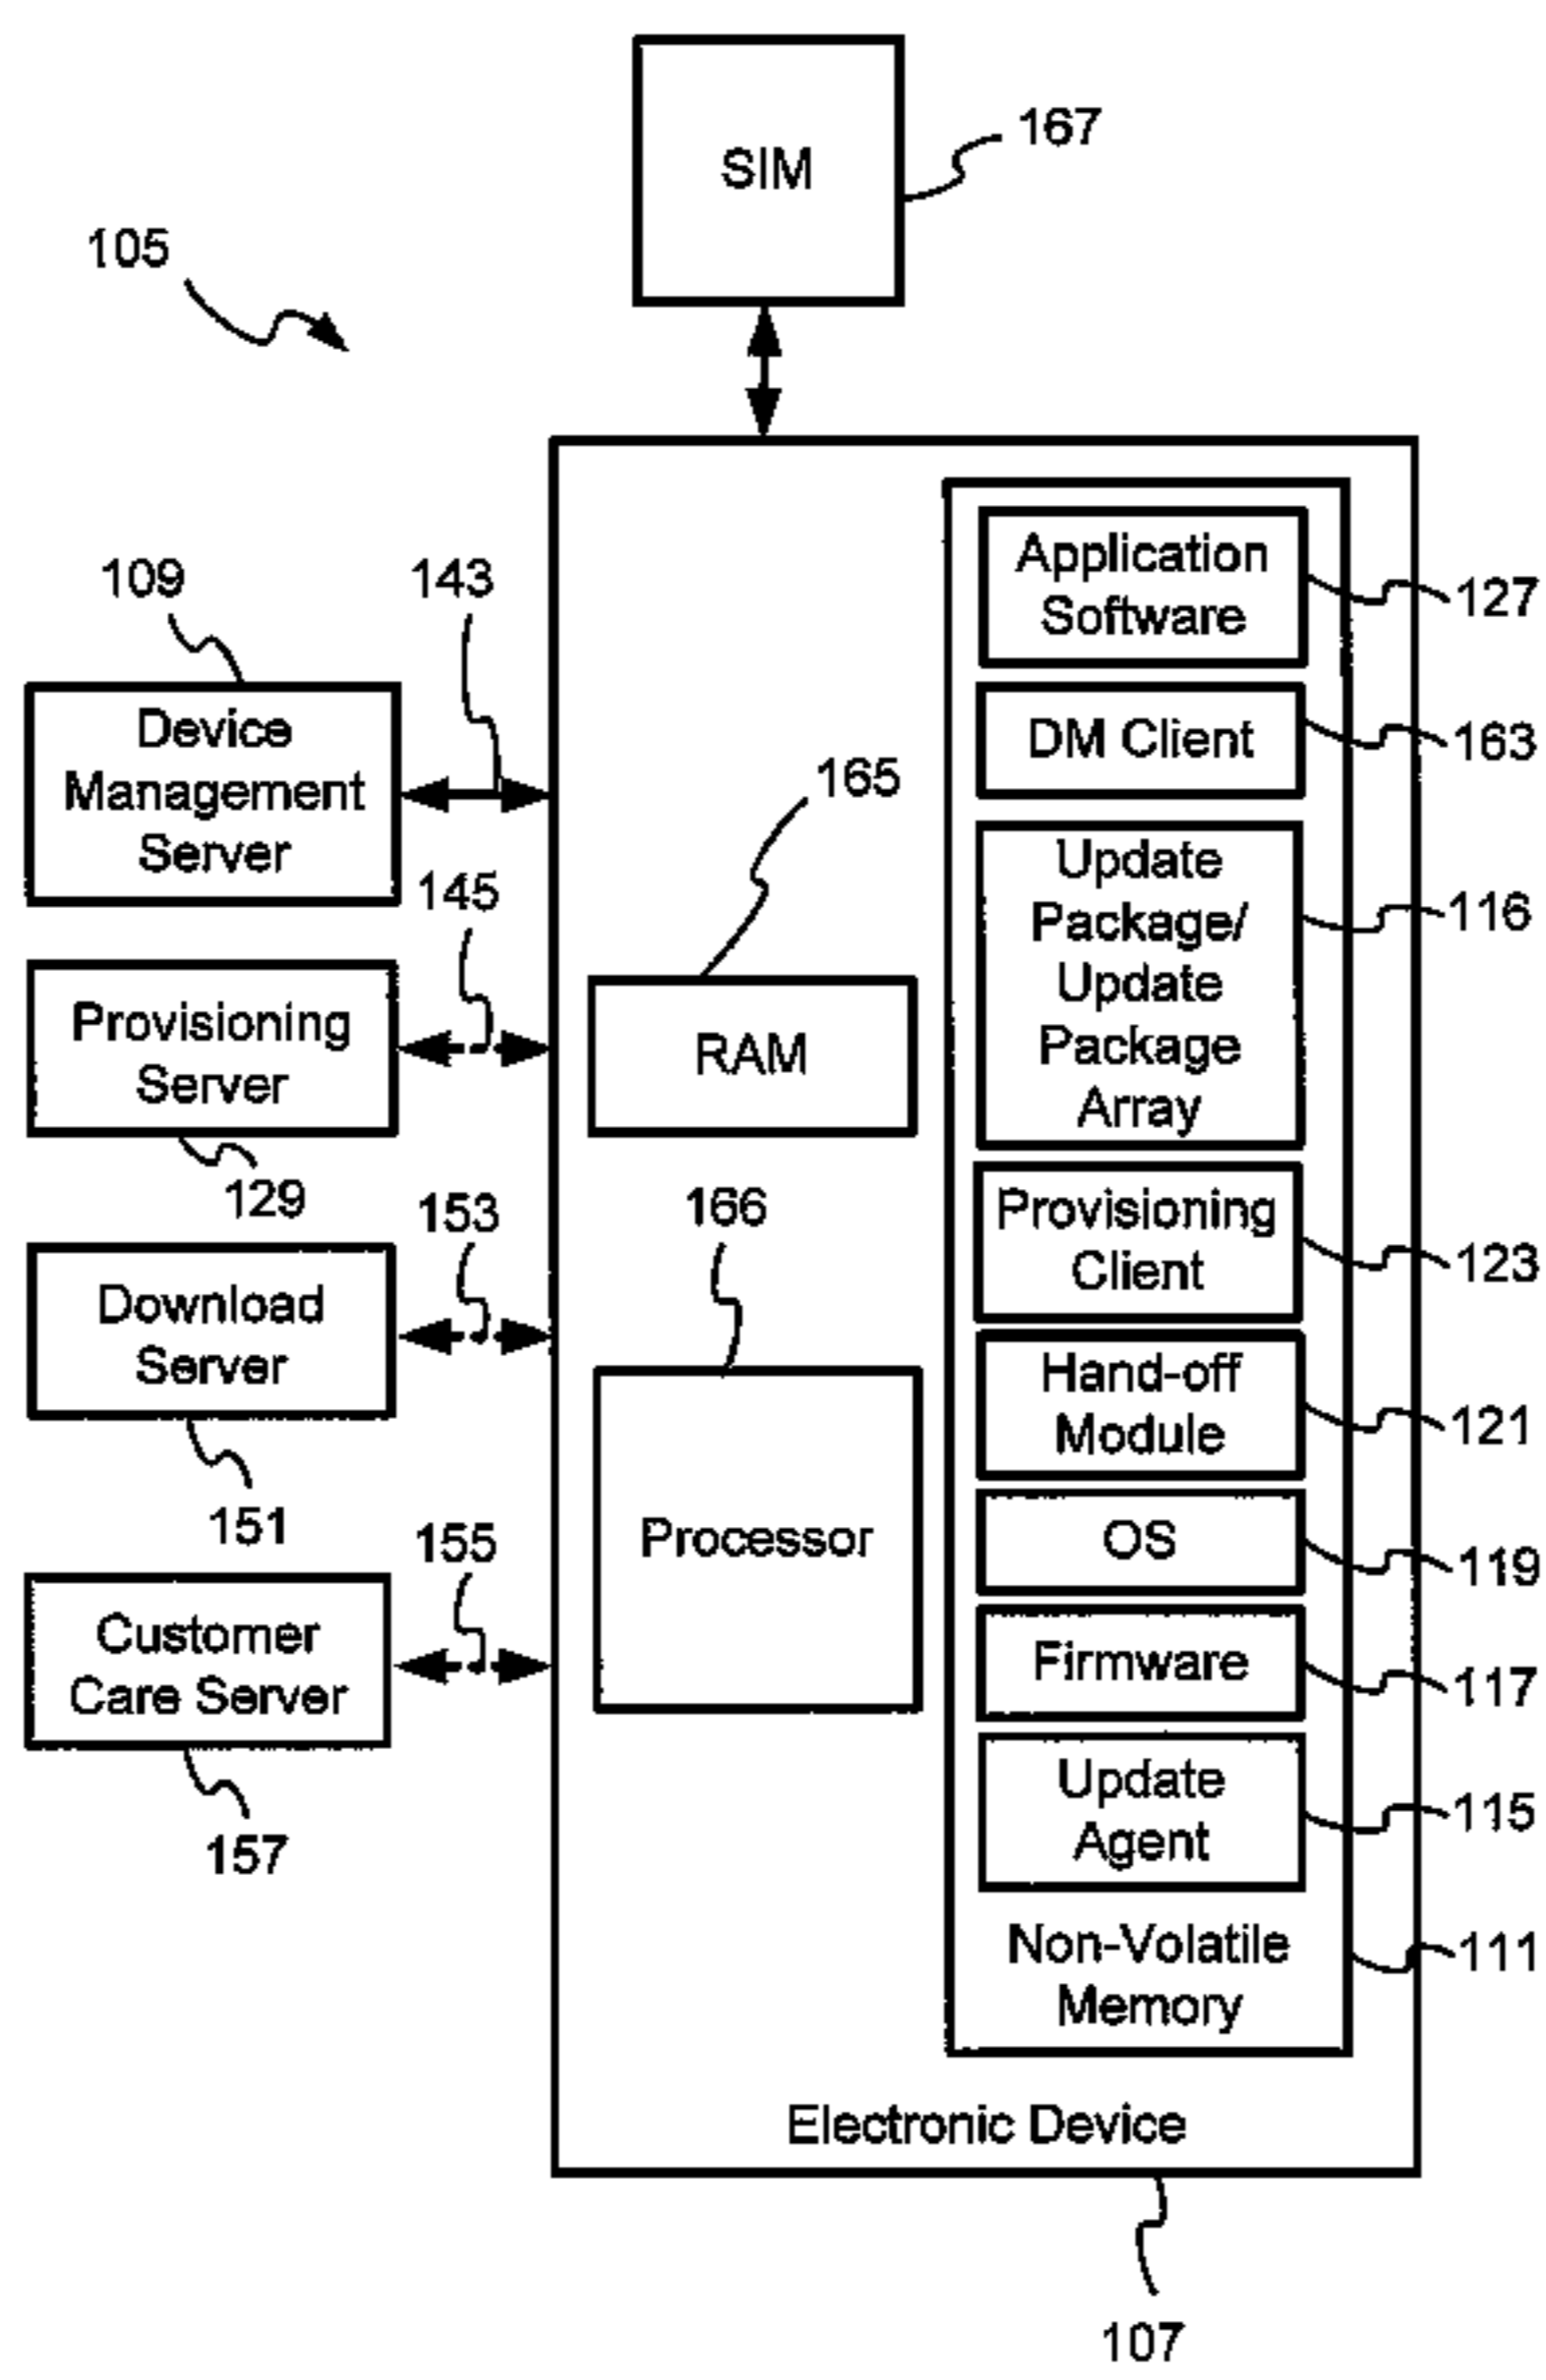 SIM
167
105
109
143
Device
Management
Server
145
Provisioning
Server
129
153
Download
Server
151
155
Customer
Care Server
157
165
RAM
166
Processor
Application
Software
127
DM Client
163
Update
Package/
Update
Package
Array
116
Provisioning
Client
123
Hand-off
Module
121
OS
119
Firmware
117
Update
Agent
115
Non-Volatile
Memory
111
Electronic Device
107